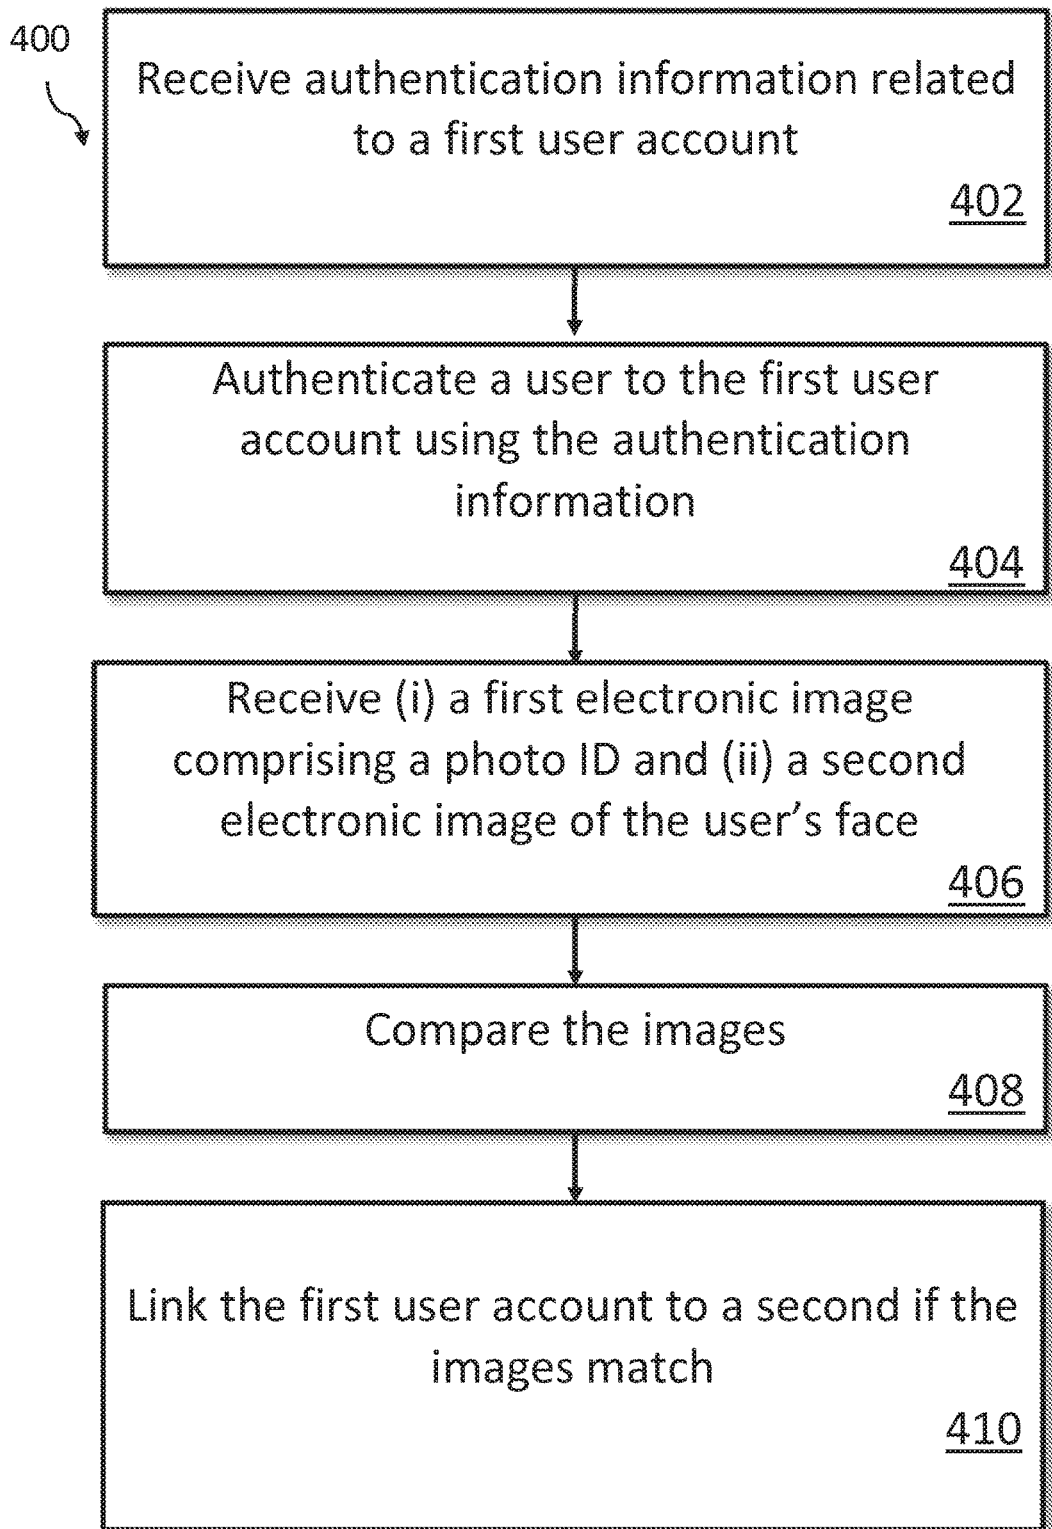 400
Receive authentication information related
to a first user account
402
Authenticate a user to the first user
account using the authentication
information
404
Receive (i) a first electronic image
comprising a photo ID and (ii) a second
electronic image of the user's face
406
Compare the images
408
Link the first user account to a second if the
images match
410